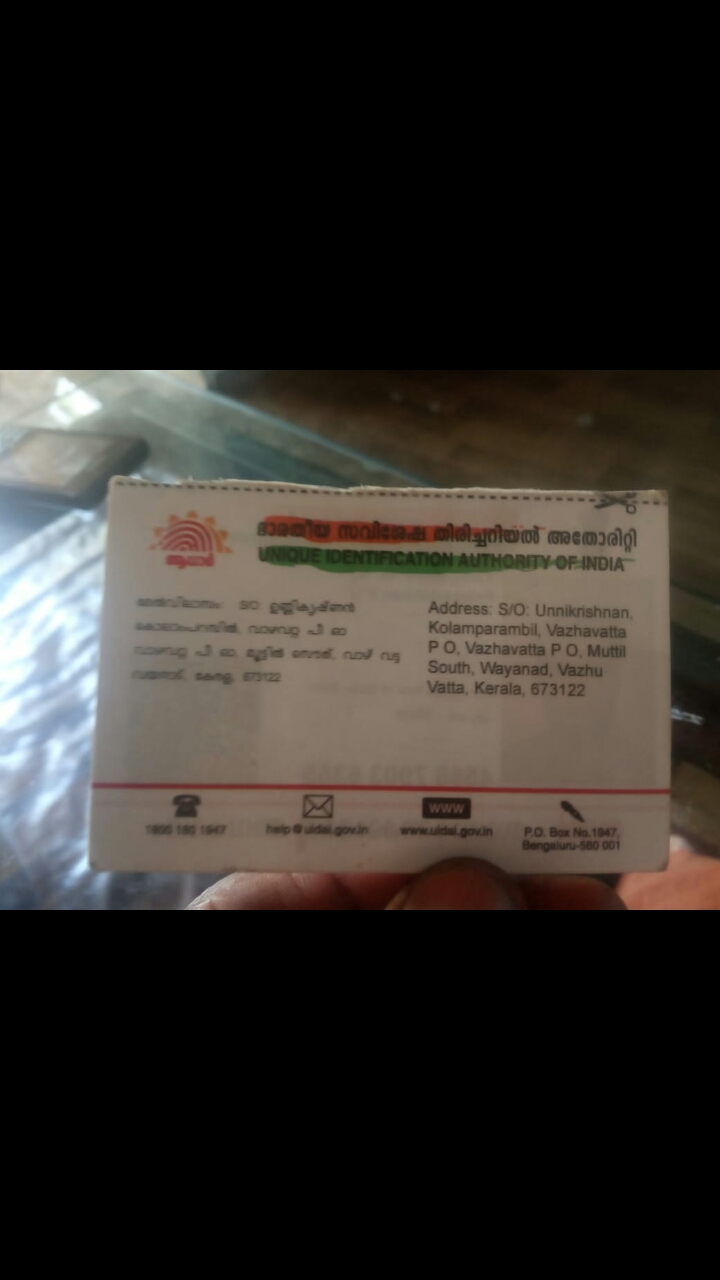 ഭാരതീയ സവിശേഷ തിരിച്ചറിയൽ അതോറിറ്റി
UNIQUE IDENTIFICATION AUTHORITY OF INDIA
ആധാർ
മേൽവിലാസം: S/O: ഉണ്ണികൃഷ്ണൻ
കൊലാംപറമ്പിൽ, വാഴവറ്റ പി ഓ
വാഴവറ്റ പി ഓ, മുട്ടിൽ സൌത്, വാഴ് വട്ട
വയനാട്, കേരള, 673122
Address: S/O: Unnikrishnan,
Kolamparambil, Vazhavatta
P O, Vazhavatta P O, Muttil
South, Wayanad, Vazhu
Vatta, Kerala, 673122
1800 180 1947
help@uidai.gov.in
www
www.uidai.gov.in
P.O. Box No.1947,
Bengaluru-560 001